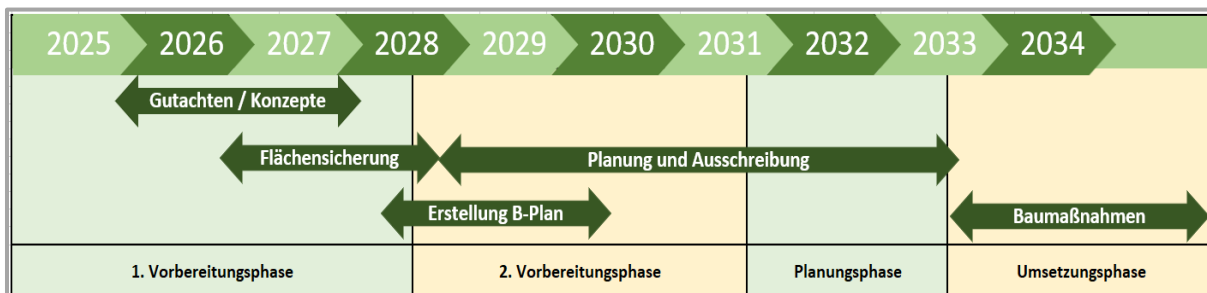 2025 2026 2027 2028 2029 2030 2031 2032 2033 2034
Gutachten / Konzepte
Flächensicherung
Planung und Ausschreibung
Erstellung B-Plan
Baumaßnahmen
1. Vorbereitungsphase
2. Vorbereitungsphase
Planungsphase
Umsetzungsphase